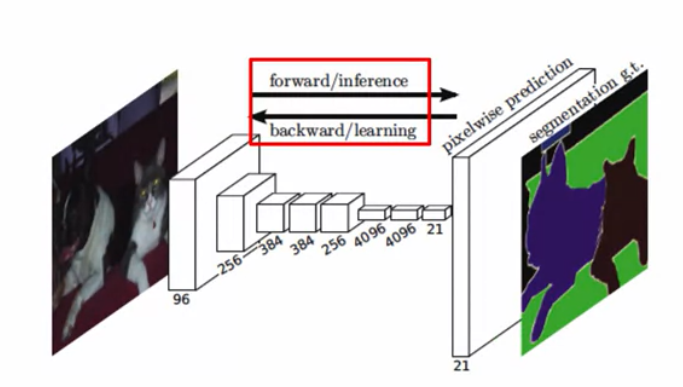 forward/inference
backward/learning
pixelwise prediction
segmentation g.t.
96
256
384
384
256
4096
4096
21
21